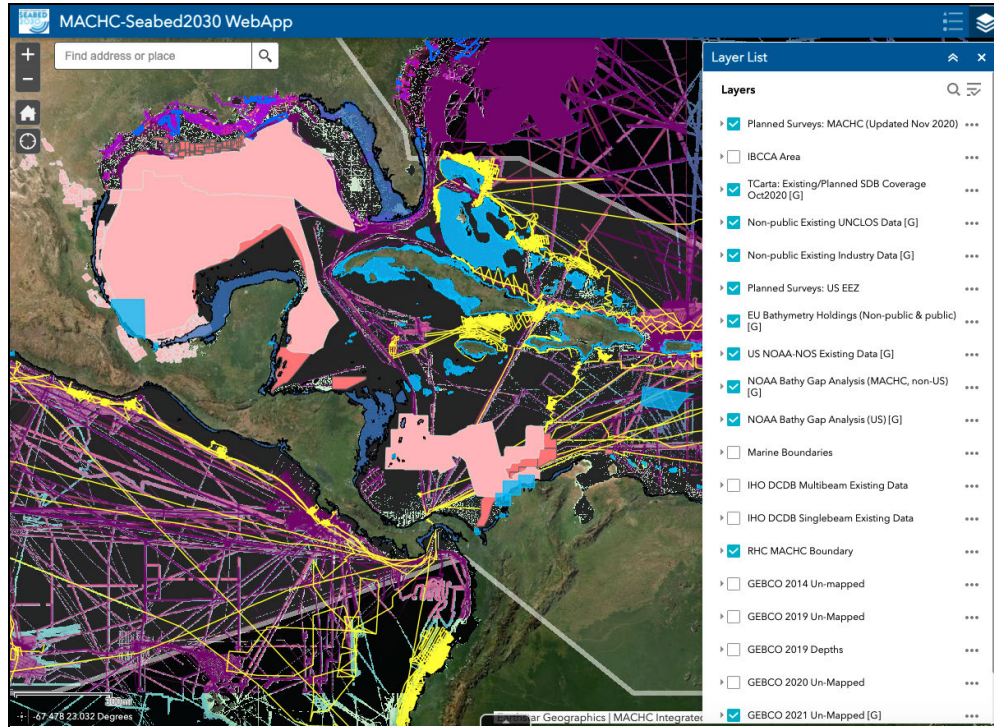 SEABED
2030
MACHC-Seabed2030 WebApp
+
Find address or place
−
Layer List
Layers
Planned Surveys: MACHC (Updated Nov 2020)
IBCCA Area
TCarta: Existing/Planned SDB Coverage
Oct2020 [G]
Non-public Existing UNCLOS Data [G]
Non-public Existing Industry Data [G]
Planned Surveys: US EEZ
EU Bathymetry Holdings (Non-public & public)
[G]
US NOAA-NOS Existing Data [G]
NOAA Bathy Gap Analysis (MACHC, non-US)
[G]
NOAA Bathy Gap Analysis (US) [G]
Marine Boundaries
IHO DCDB Multibeam Existing Data
IHO DCDB Singlebeam Existing Data
RHC MACHC Boundary
GEBCO 2014 Un-mapped
GEBCO 2019 Un-Mapped
GEBCO 2019 Depths
GEBCO 2020 Un-Mapped
GEBCO 2021 Un-Mapped [G]
500mi
-67.478 23.032 Degrees
Earthstar Geographics | MACHC Integrated